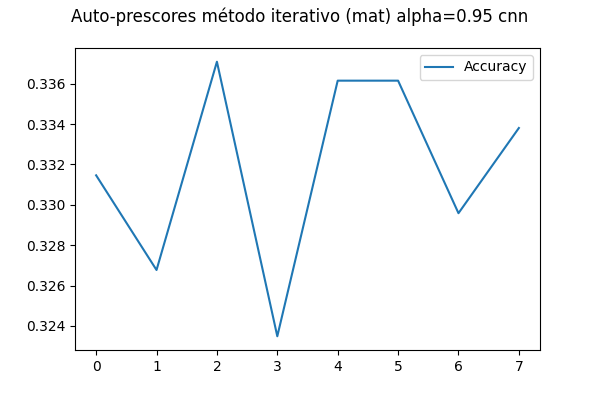 Auto-prescores método iterativo (mat) alpha=0.95 cnn
Accuracy
0.336
0.334
0.332
0.330
0.328
0.326
0.324
0 1 2 3 4 5 6 7